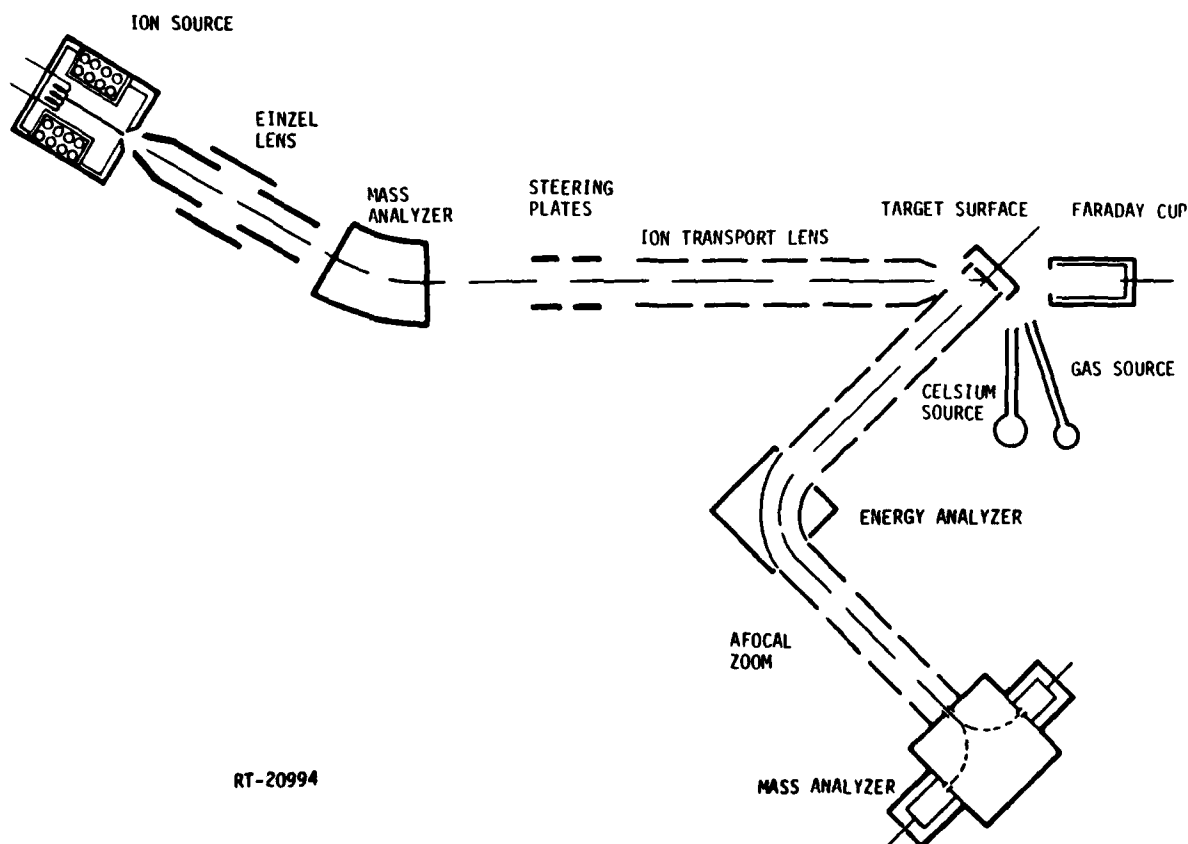 ION SOURCE
EINZEL
LENS
MASS
ANALYZER
STEERING
PLATES
ION TRANSPORT LENS
TARGET SURFACE
FARADAY CUP
GAS SOURCE
CELSIUM
SOURCE
ENERGY ANALYZER
AFOCAL
ZOOM
MASS ANALYZER
RT-20994